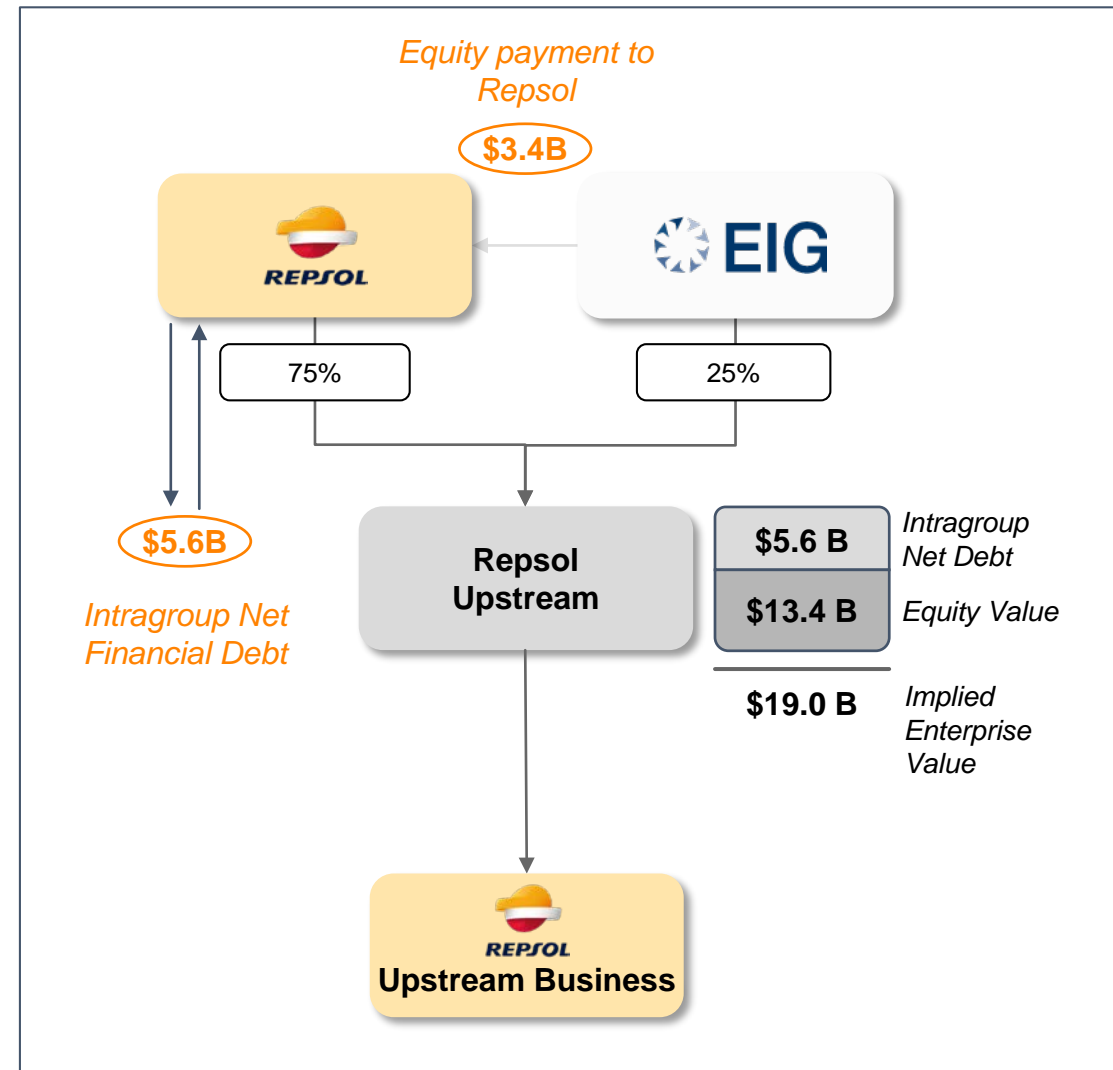 Equity payment to
Repsol
$3.4B
REPSOL
EIG
75%
25%
$5.6B
Intragroup Net
Financial Debt
Repsol
Upstream
$5.6 B
Intragroup
Net Debt
$13.4 B
Equity Value
$19.0 B
Implied
Enterprise
Value
REPSOL
Upstream Business